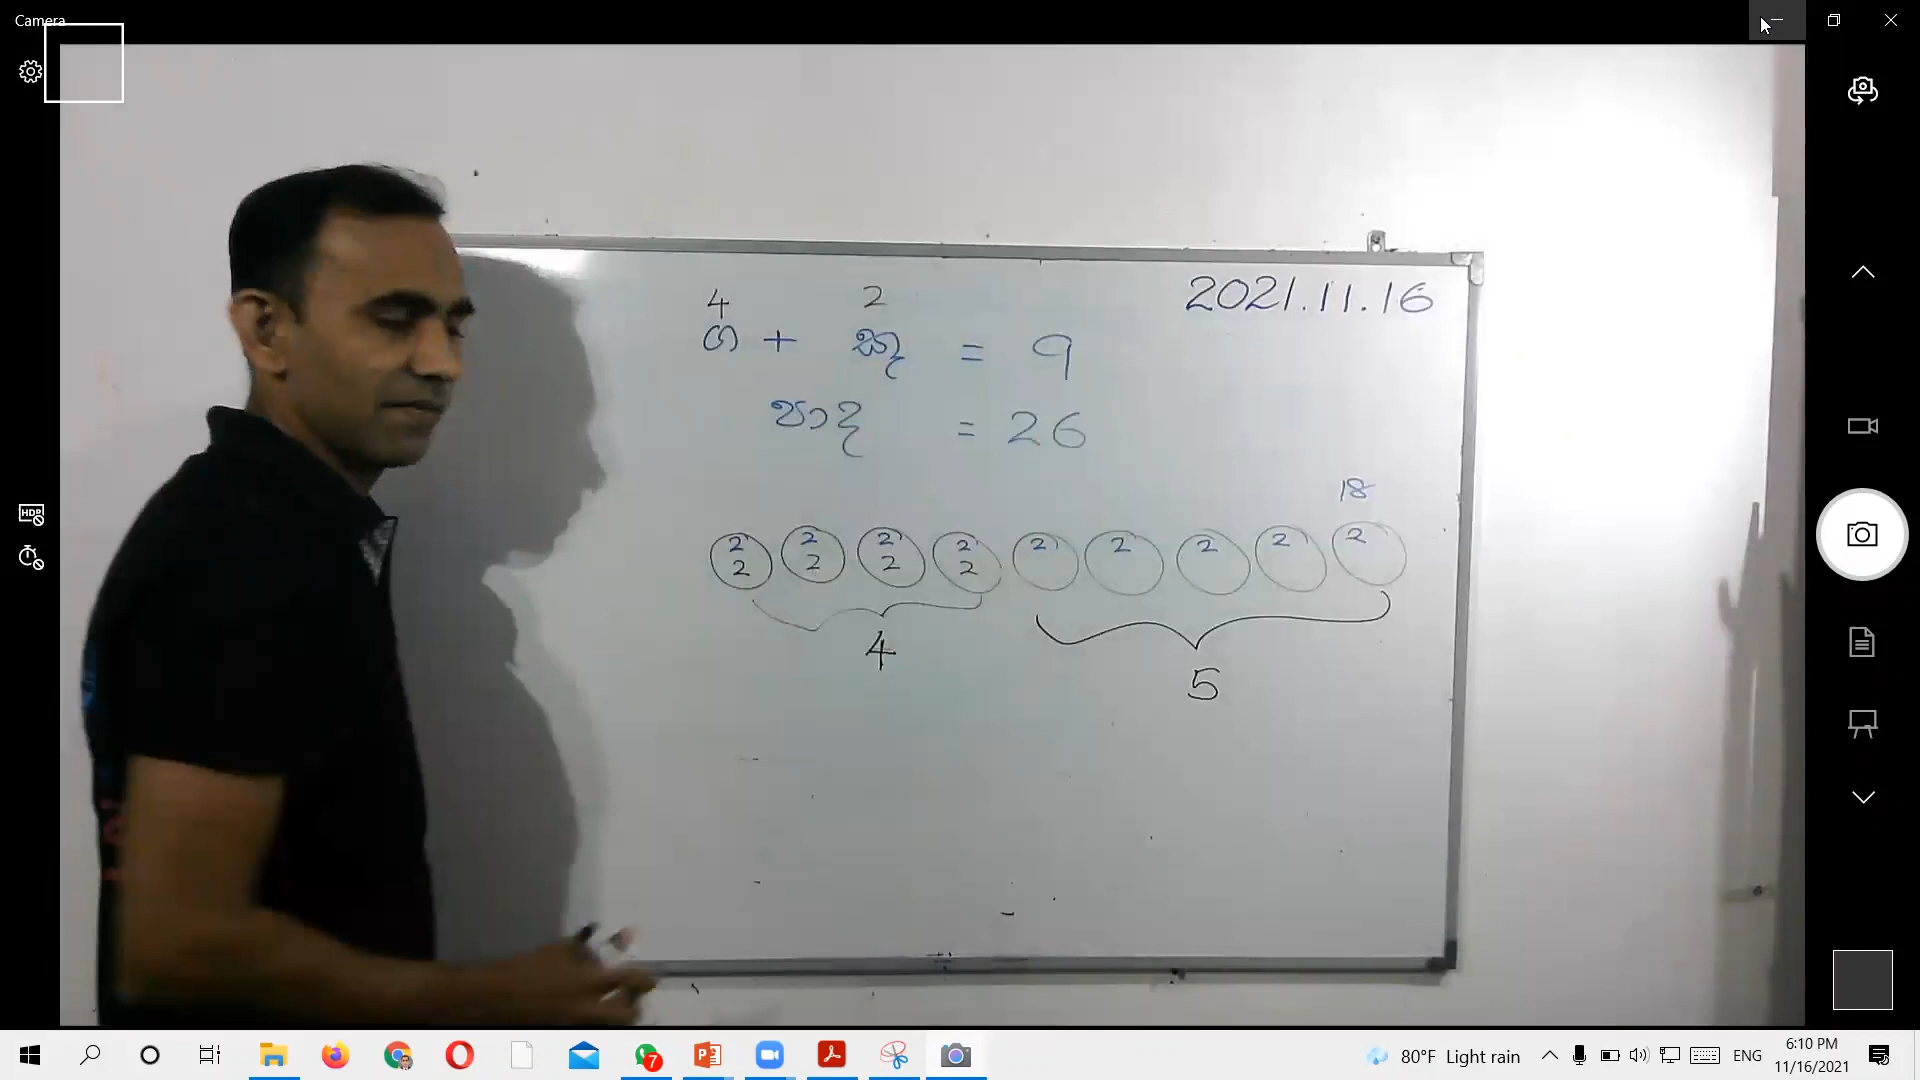 Camera
2021.11.16
4 2
ග + කු = 9
පාද = 26
18
2 2 2 2 2 2 2 2 2
2 2 2 2
4
5
7
80°F Light rain
ENG
6:10 PM
11/16/2021